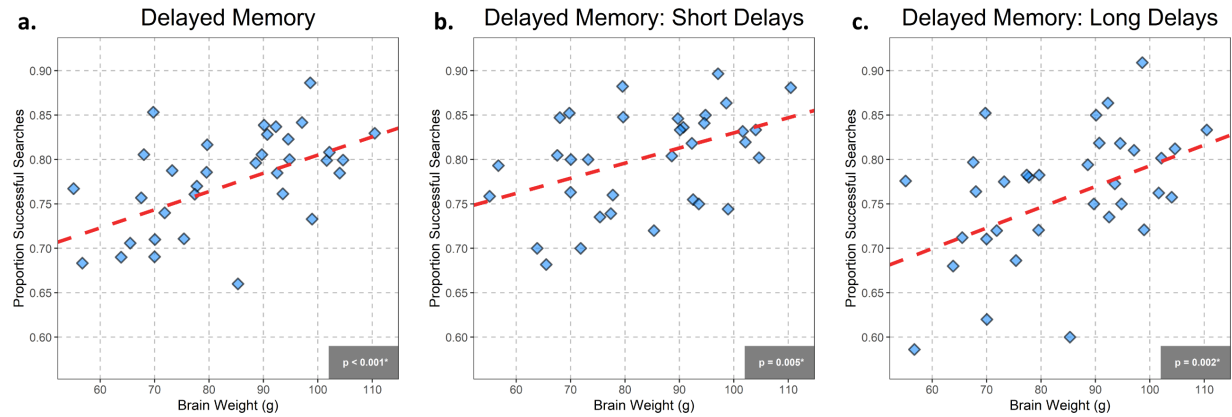 a. Delayed Memory
Proportion Successful Searches
0.90
0.85
0.80
0.75
0.70
0.65
0.60
p < 0.001*
60 70 80 90 100 110
Brain Weight (g)
b. Delayed Memory: Short Delays
Proportion Successful Searches
0.90
0.85
0.80
0.75
0.70
0.65
0.60
p = 0.005*
60 70 80 90 100 110
Brain Weight (g)
c. Delayed Memory: Long Delays
Proportion Successful Searches
0.90
0.85
0.80
0.75
0.70
0.65
0.60
p = 0.002*
60 70 80 90 100 110
Brain Weight (g)